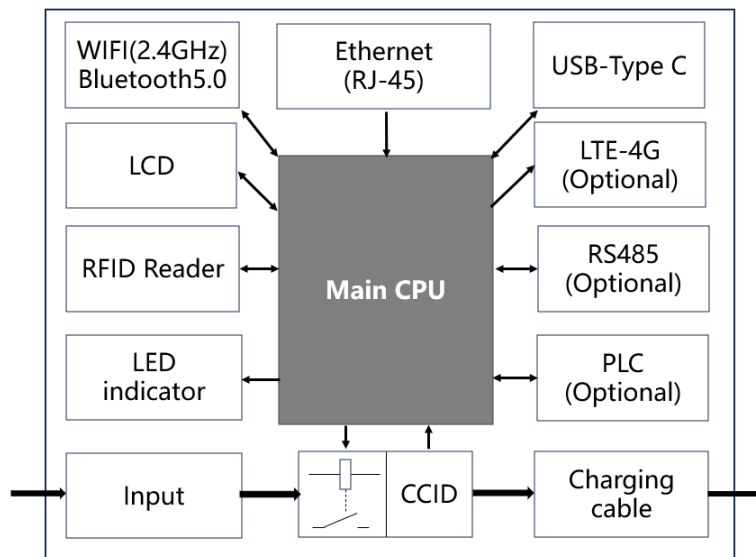 WIFI(2.4GHz)
Bluetooth5.0
Ethernet
(RJ-45)
USB-Type C
LCD
LTE-4G
(Optional)
RFID Reader
Main CPU
RS485
(Optional)
LED
indicator
PLC
(Optional)
Input
CCID
Charging
cable